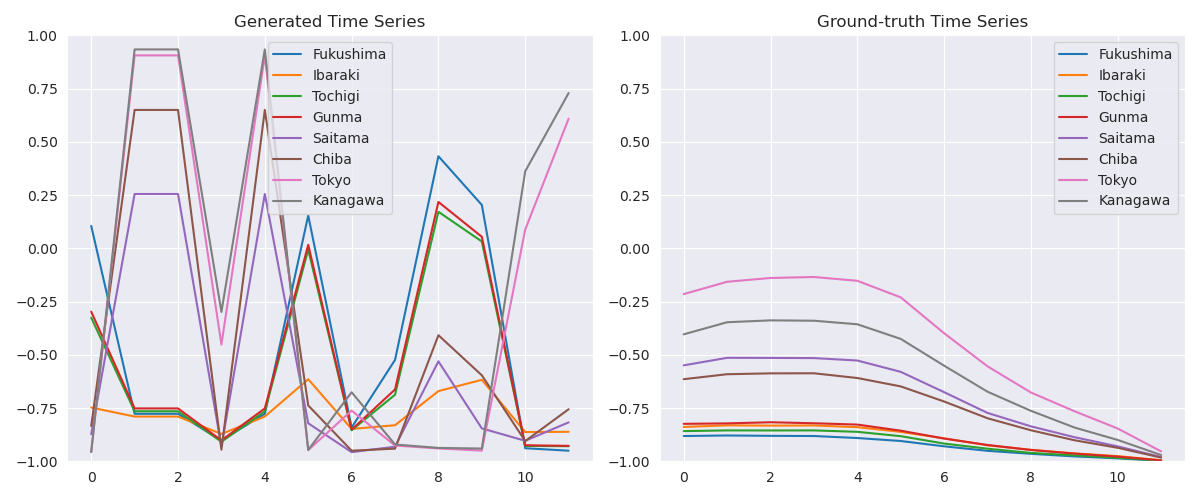 Generated Time Series
1.00
0.75
0.50
0.25
0.00
−0.25
−0.50
−0.75
−1.00
0 2 4 6 8 10
Fukushima
Ibaraki
Tochigi
Gunma
Saitama
Chiba
Tokyo
Kanagawa
Ground-truth Time Series
1.00
0.75
0.50
0.25
0.00
−0.25
−0.50
−0.75
−1.00
0 2 4 6 8 10
Fukushima
Ibaraki
Tochigi
Gunma
Saitama
Chiba
Tokyo
Kanagawa